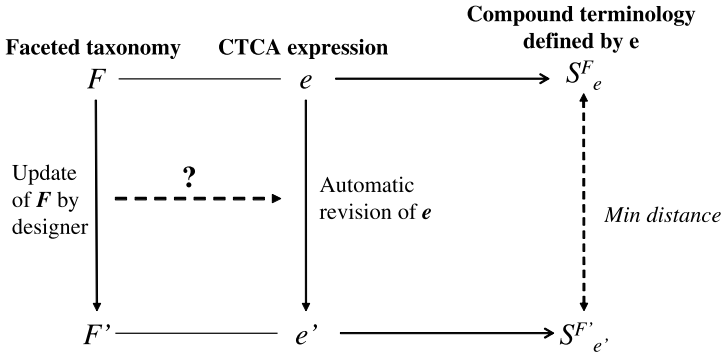 Compound terminology
defined by e
Faceted taxonomy
CTCA expression
F
e
S^F_e
Update
of F by
designer
?
Automatic
revision of e
Min distance
F’
e’
S^F’_e’